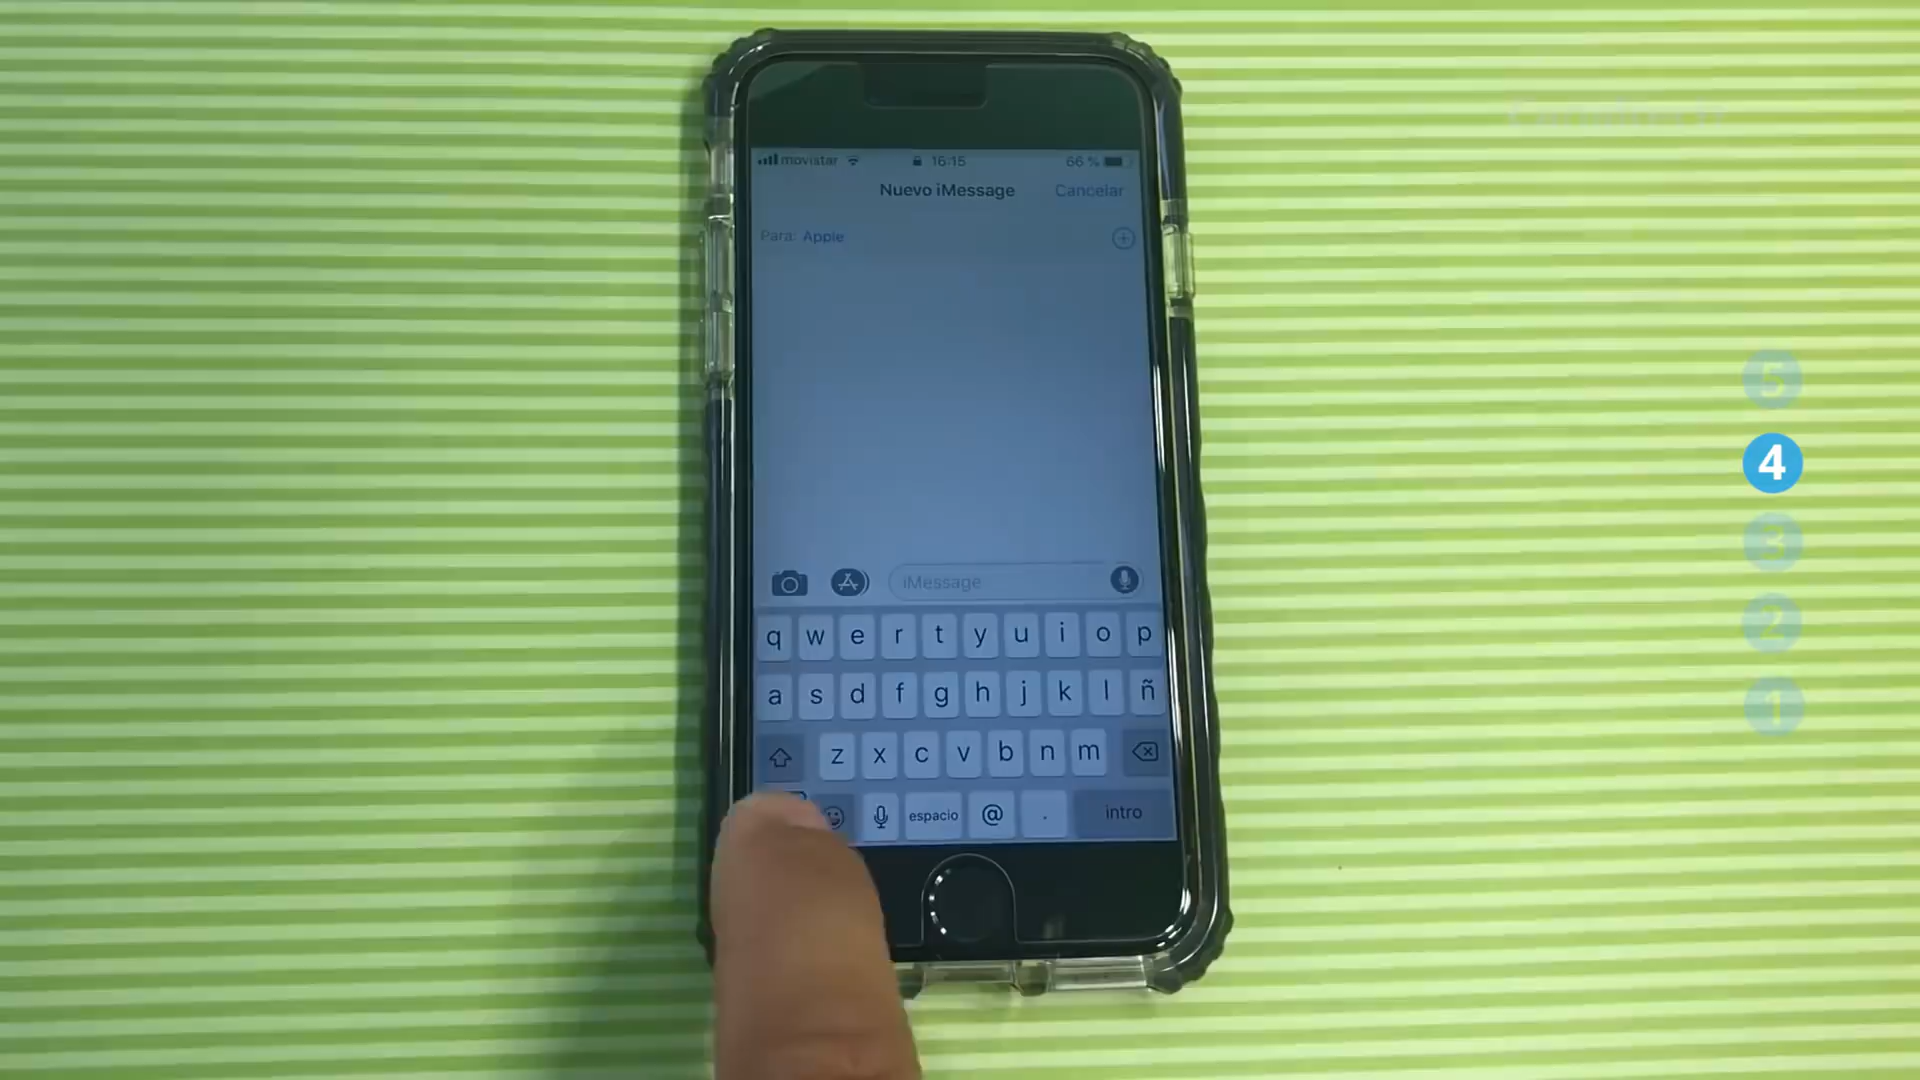 movistar 16:15 66 %
Nuevo iMessage Cancelar
Para: Apple
iMessage
q w e r t y u i o p
a s d f g h j k l ñ
z x c v b n m
espacio @ . intro
5
4
3
2
1